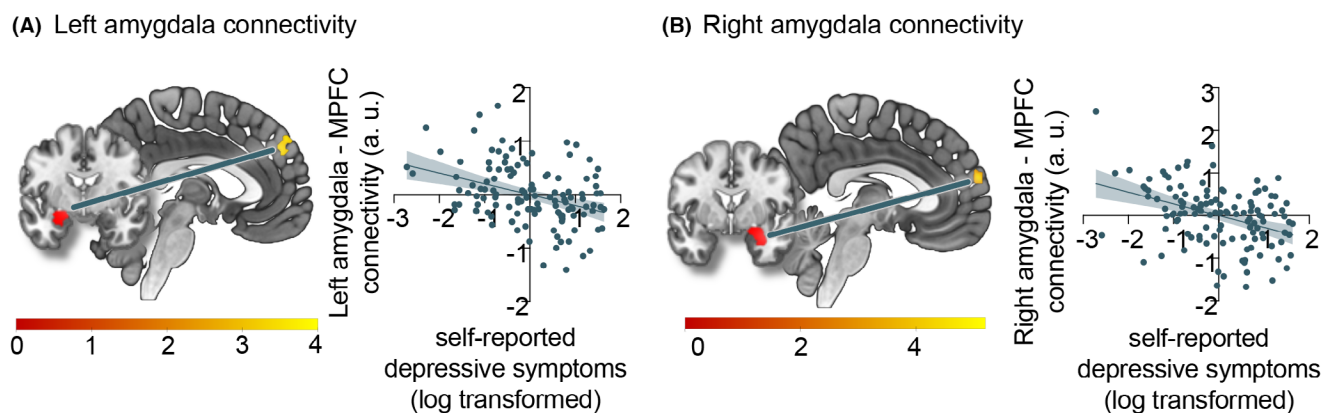 (A) Left amygdala connectivity
Left amygdala - MPFC
connectivity (a. u.)
2
1
-3 -2 -1 0 1 2
-1
-2
0 1 2 3 4
self-reported
depressive symptoms
(log transformed)
(B) Right amygdala connectivity
Right amygdala - MPFC
connectivity (a. u.)
3
2
1
-3 -2 -1 0 1 2
-1
-2
0 2 4
self-reported
depressive symptoms
(log transformed)